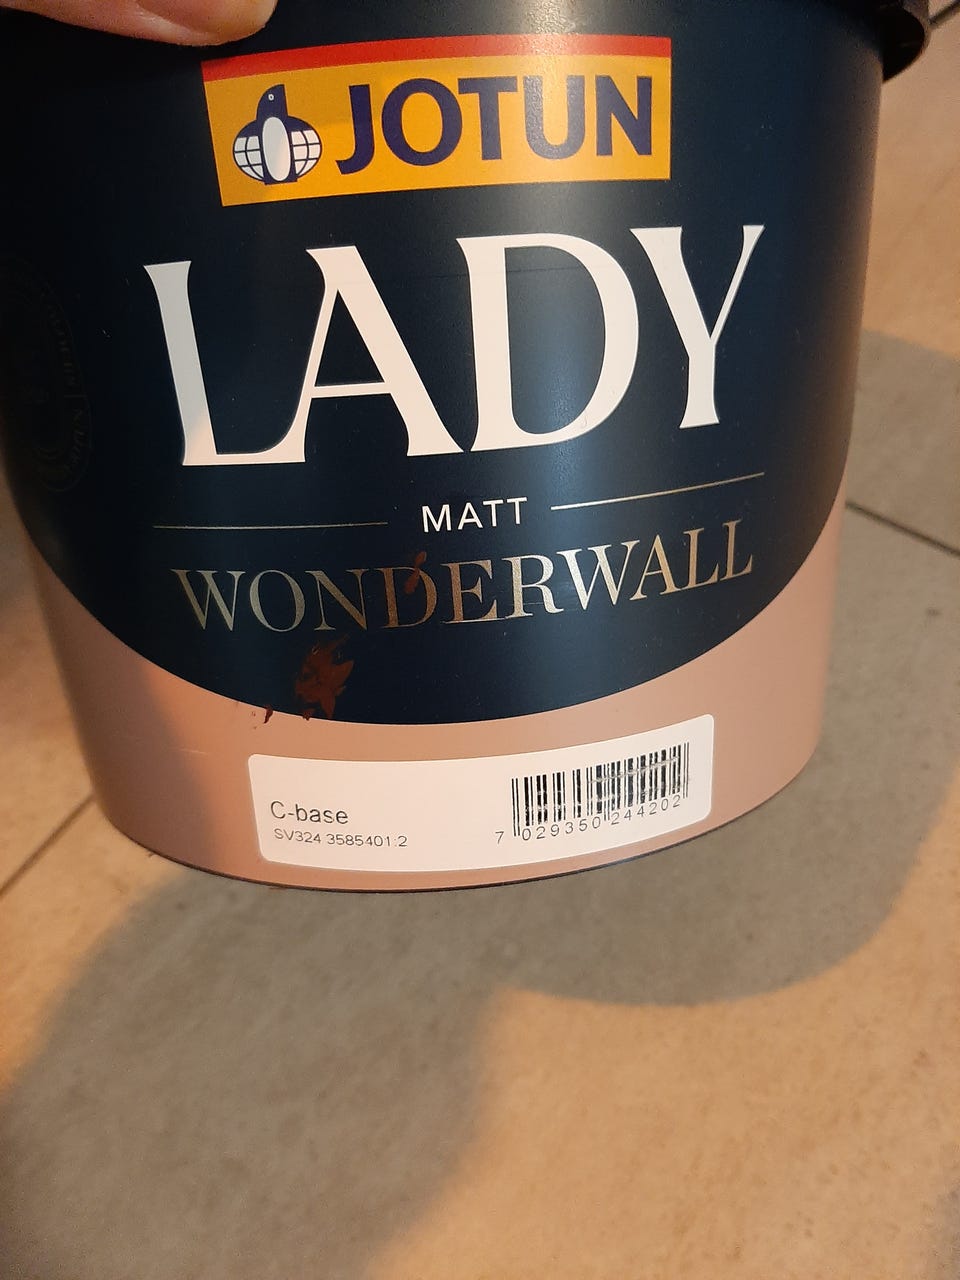 JOTUN
LADY
MATT
WONDERWALL
C-base
SV324 3585401:2
7 029350 244202